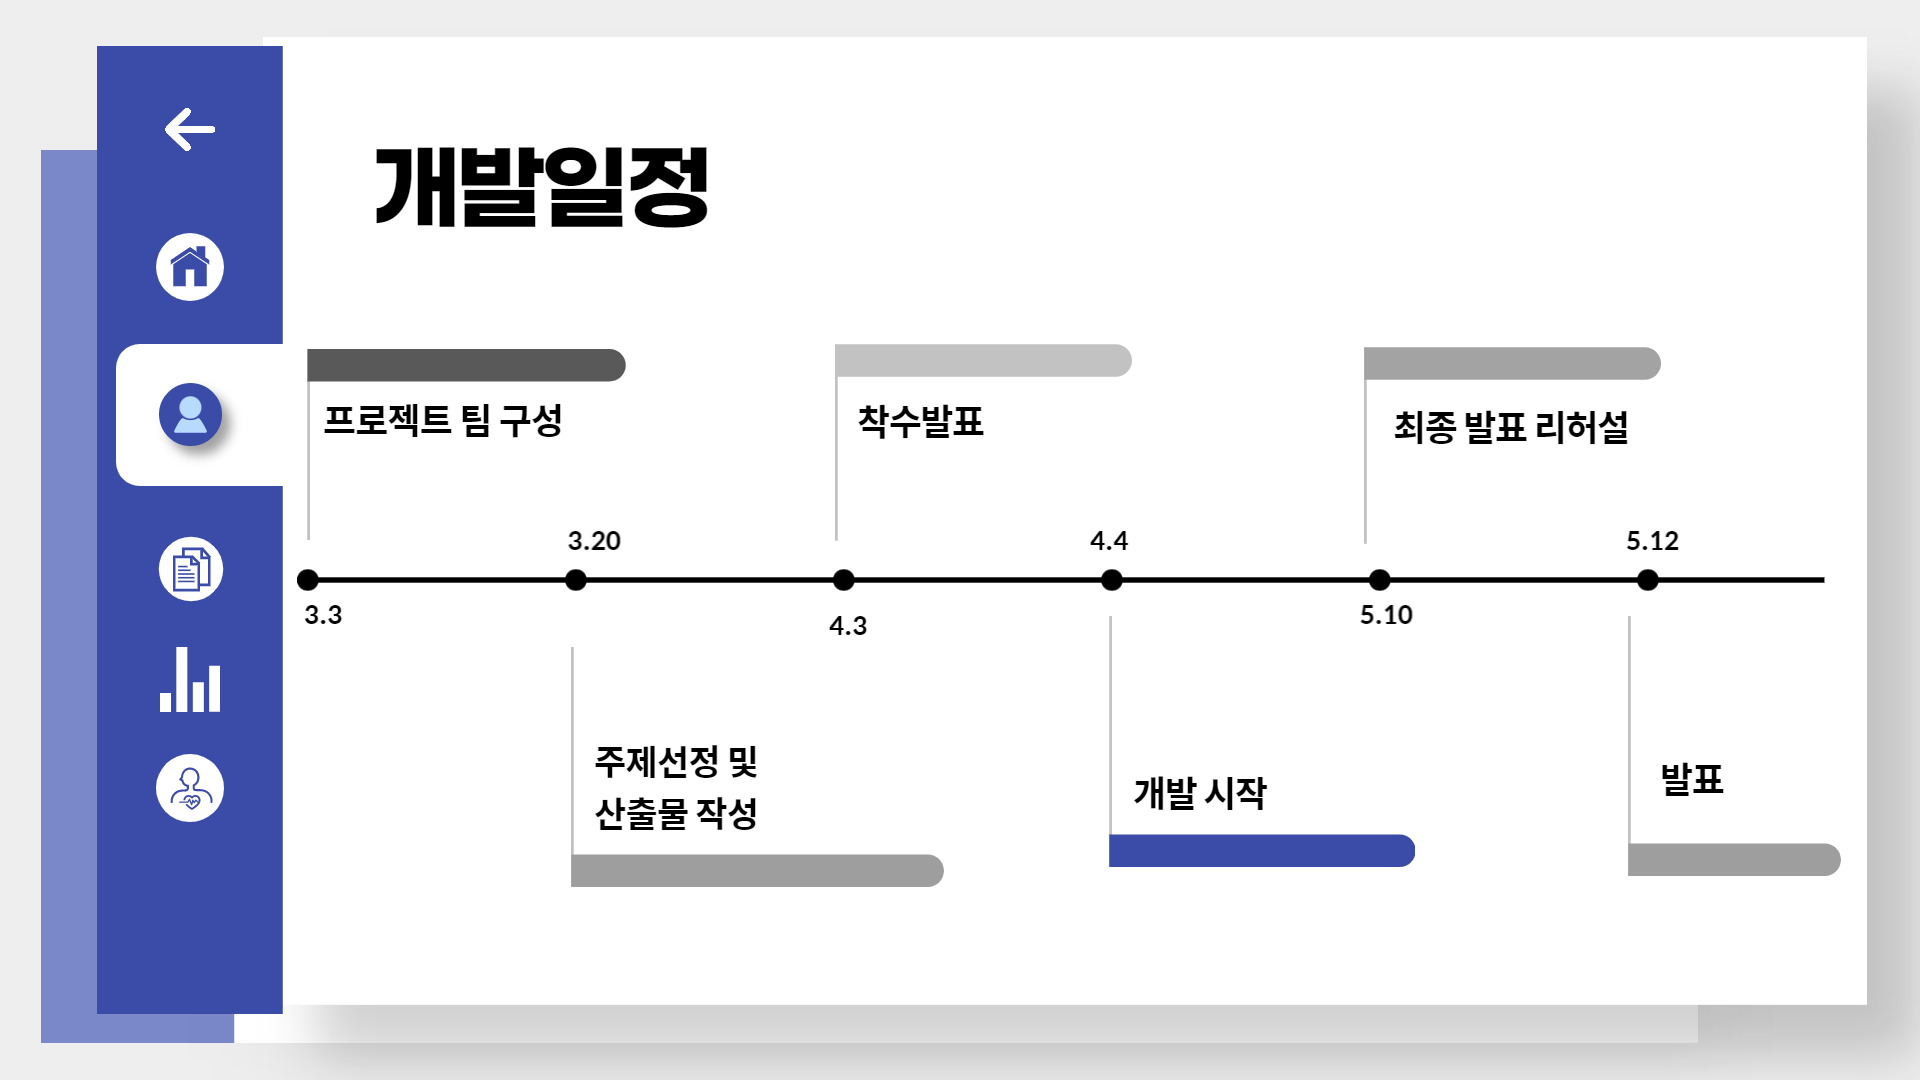 개발일정
프로젝트 팀 구성
착수발표
최종 발표 리허설
3.20
4.4
5.12
3.3
4.3
5.10
주제선정 및
산출물 작성
개발 시작
발표